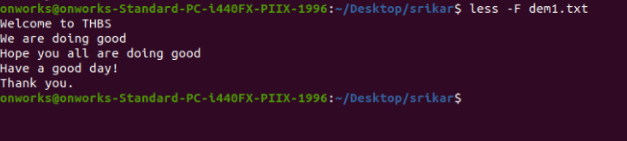 onworks@onworks-Standard-PC-i440FX-PIIX-1996:~/Desktop/srikar$ less -F dem1.txt
Welcome to THBS
We are doing good
Hope you all are doing good
Have a good day!
Thank you.
onworks@onworks-Standard-PC-i440FX-PIIX-1996:~/Desktop/srikar$